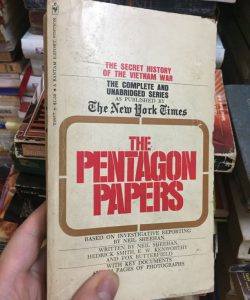 THE SECRET HISTORY
OF THE VIETNAM WAR
THE COMPLETE AND
UNABRIDGED SERIES
AS PUBLISHED BY
The New York Times
THE
PENTAGON
PAPERS
BASED ON INVESTIGATIVE REPORTING
BY NEIL SHEEHAN
WRITTEN BY NEIL SHEEHAN,
HEDRICK SMITH, E. W. KENWORTHY
AND FOX BUTTERFIELD
WITH KEY DOCUMENTS
PAGES OF PHOTOGRAPHS